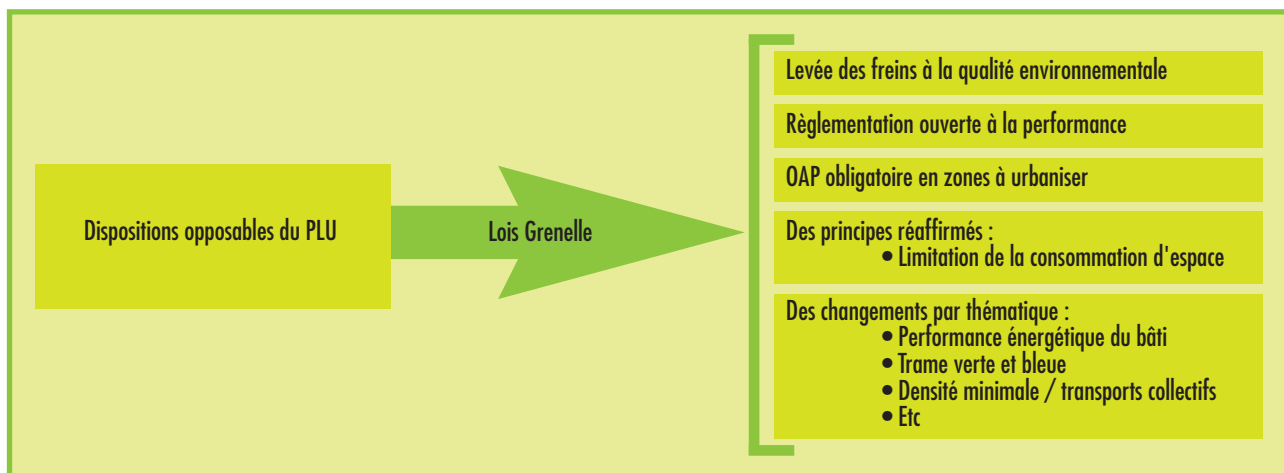 Dispositions opposables du PLU
Lois Grenelle
Levée des freins à la qualité environnementale
Règlementation ouverte à la performance
OAP obligatoire en zones à urbaniser
Des principes réaffirmés :
• Limitation de la consommation d'espace
Des changements par thématique :
• Performance énergétique du bâti
• Trame verte et bleue
• Densité minimale / transports collectifs
• Etc